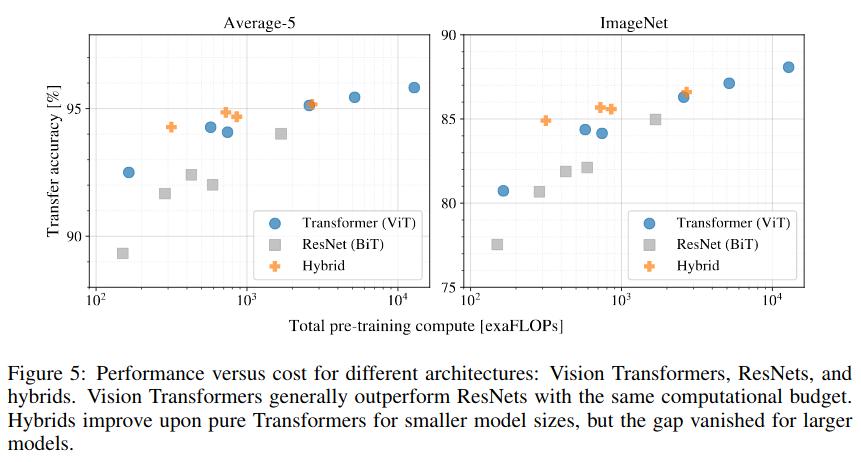 Average-5
ImageNet
95
90
Transfer accuracy [%]
Transformer (ViT)
ResNet (BiT)
Hybrid
10²
10³
10⁴
90
85
80
75
Transformer (ViT)
ResNet (BiT)
Hybrid
10²
10³
10⁴
Total pre-training compute [exaFLOPs]
Figure 5: Performance versus cost for different architectures: Vision Transformers, ResNets, and
hybrids. Vision Transformers generally outperform ResNets with the same computational budget.
Hybrids improve upon pure Transformers for smaller model sizes, but the gap vanished for larger
models.